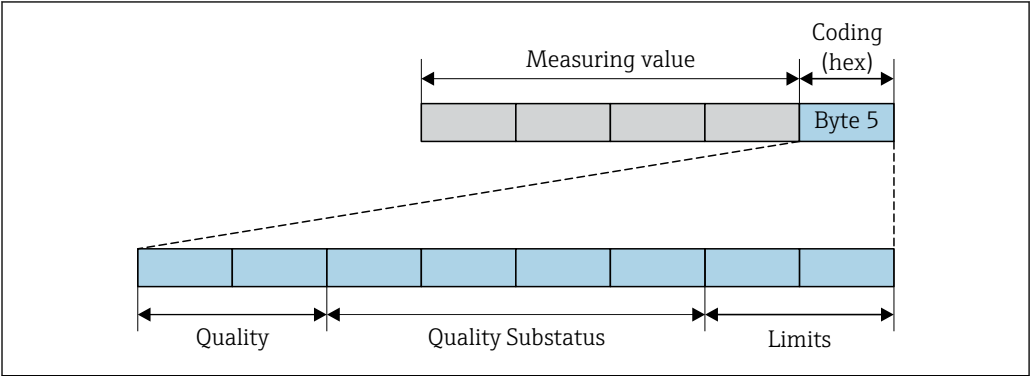 Coding
Measuring value
(hex)
Byte 5
Quality
Quality Substatus
Limits